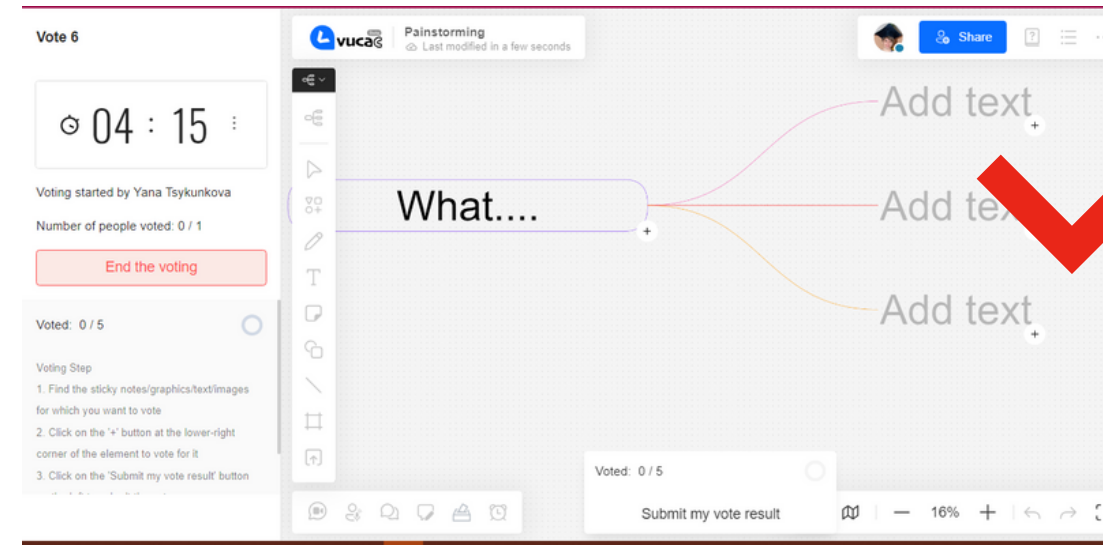 Vote 6
04 : 15
Voting started by Yana Tsykunkova
Number of people voted: 0 / 1
End the voting
Voted: 0 / 5
Voting Step
1. Find the sticky notes/graphics/text/images
for which you want to vote
2. Click on the '+' button at the lower-right
corner of the element to vote for it
3. Click on the 'Submit my vote result' button
vuca
Painstorming
Last modified in a few seconds
Share
What....
Add text
Add text
Add text
Voted: 0 / 5
Submit my vote result
16%